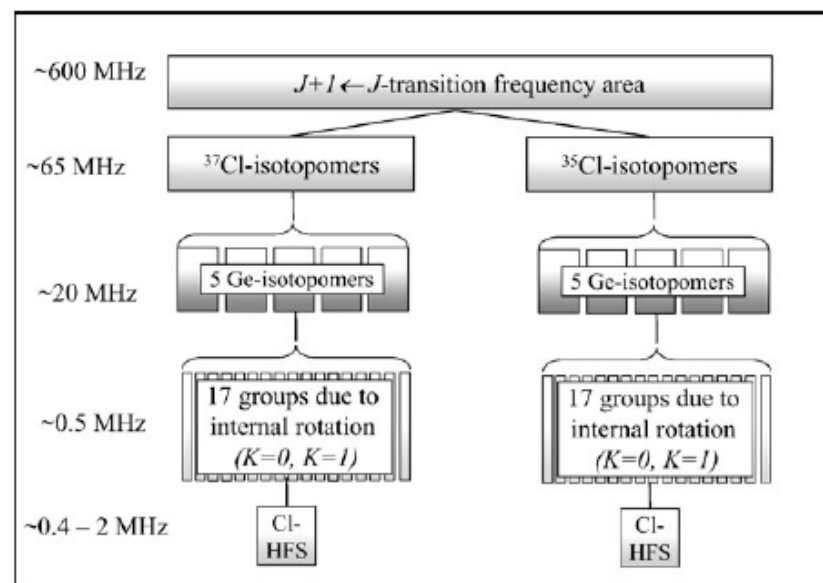 ~600 MHz
J+1←J-transition frequency area
~65 MHz
³⁷Cl-isotopomers
³⁵Cl-isotopomers
~20 MHz
5 Ge-isotopomers
5 Ge-isotopomers
~0.5 MHz
17 groups due to
internal rotation
(K=0, K=1)
17 groups due to
internal rotation
(K=0, K=1)
~0.4 – 2 MHz
Cl-
HFS
Cl-
HFS